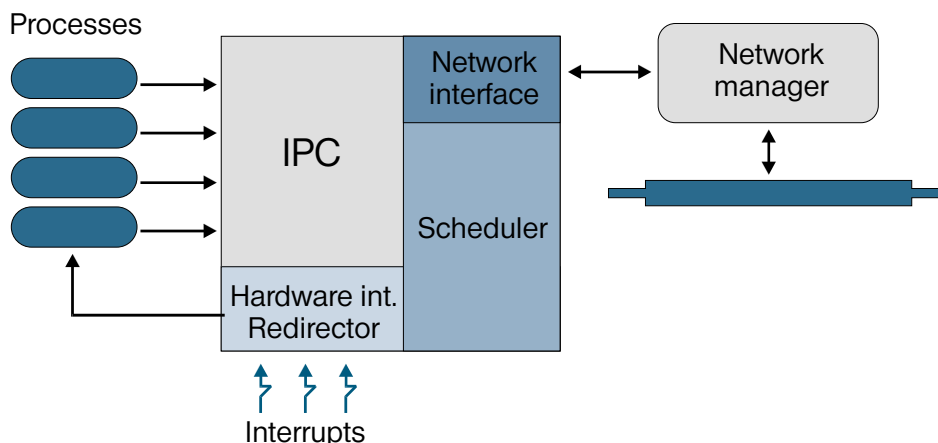 Processes
Network
interface
Network
manager
IPC
Scheduler
Hardware int.
Redirector
Interrupts